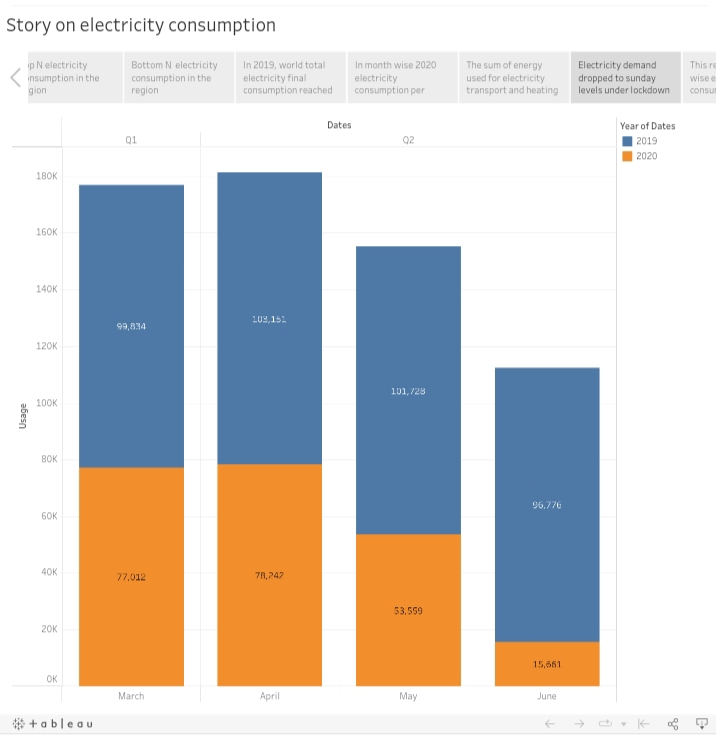 Story on electricity consumption
p N electricity
nsumption in the
gion
Bottom N electricity
consumption in the
region
In 2019, world total
electricity final
consumption reached
In month wise 2020
electricity
consumption per
The sum of energy
used for electricity
transport and heating
Electricity demand
dropped to sunday
levels under lockdown
This re
wise e
consu
Dates
Q1
Q2
Year of Dates
2019
2020
180K
160K
140K
120K
100K
80K
60K
40K
20K
0K
Usage
99,834
103,151
101,728
96,776
77,012
78,242
53,559
15,661
March
April
May
June
+ a b | e a u